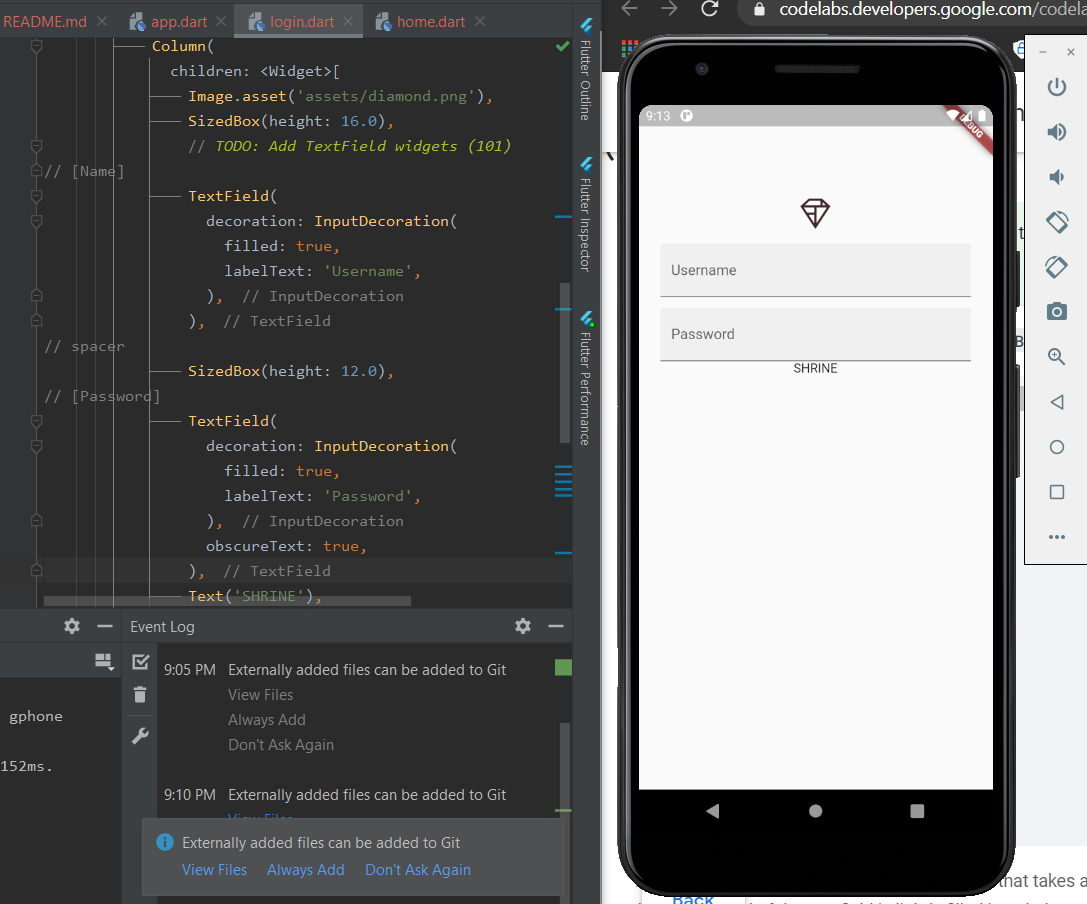 README.md
app.dart
login.dart
home.dart
Column(
children: <Widget>[
Image.asset('assets/diamond.png'),
SizedBox(height: 16.0),
// TODO: Add TextField widgets (101)
// [Name]
TextField(
decoration: InputDecoration(
filled: true,
labelText: 'Username',
), // InputDecoration
), // TextField
// spacer
SizedBox(height: 12.0),
// [Password]
TextField(
decoration: InputDecoration(
filled: true,
labelText: 'Password',
), // InputDecoration
obscureText: true,
), // TextField
Text('SHRINE'),
Flutter Outline
Flutter Inspector
Flutter Performance
Event Log
gphone
152ms.
9:05 PM Externally added files can be added to Git
View Files
Always Add
Don't Ask Again
9:10 PM Externally added files can be added to Git
View Files
Externally added files can be added to Git
View Files Always Add Don't Ask Again
codelabs.developers.google.com/codela
9:13
DEBUG
Username
Password
SHRINE
that takes a
Back